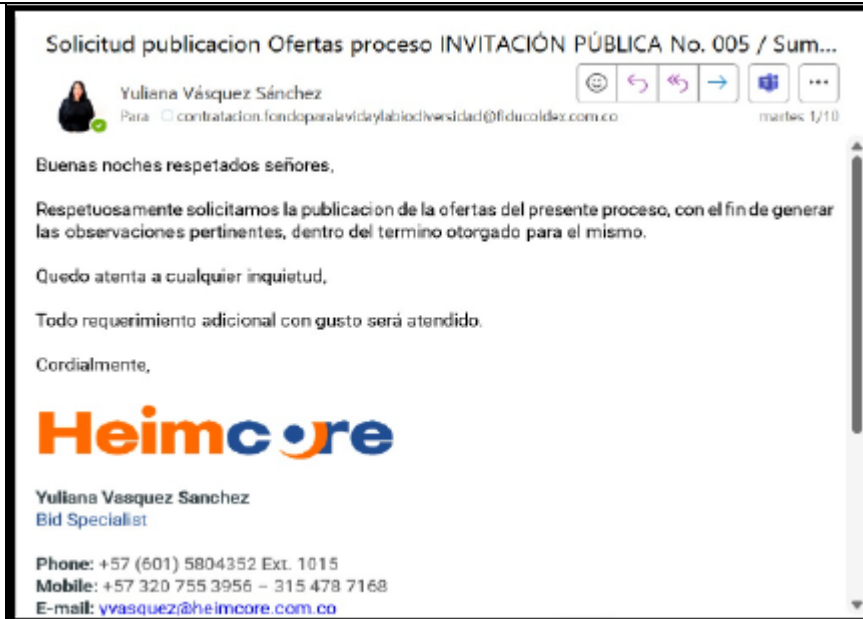 Solicitud publicacion Ofertas proceso INVITACIÓN PÚBLICA No. 005 / Sum...
Yuliana Vásquez Sánchez
Para contratacion.fondoparalavidaylabiodiversidad@fiducoldex.com.co
martes 1/10
Buenas noches respetados señores,
Respetuosamente solicitamos la publicacion de la ofertas del presente proceso, con el fin de generar
las observaciones pertinentes, dentro del termino otorgado para el mismo.
Quedo atenta a cualquier inquietud,
Todo requerimiento adicional con gusto será atendido.
Cordialmente,
Heimcore
Yuliana Vasquez Sanchez
Bid Specialist
Phone: +57 (601) 5804352 Ext. 1015
Mobile: +57 320 755 3956 – 315 478 7168
E-mail: yvasquez@heimcore.com.co